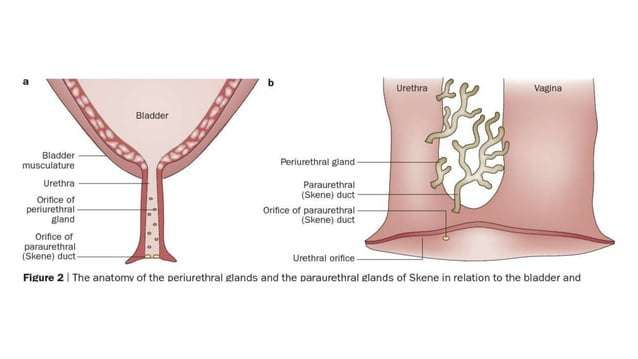 a
Bladder
Bladder
musculature
Urethra
Orifice of
periurethral
gland
Orifice of
paraurethral
(Skene) duct
b
Urethra
Vagina
Periurethral gland
Paraurethral
(Skene) duct
Orifice of paraurethral
(Skene) duct
Urethral orifice
Figure 2 | The anatomy of the periurethral glands and the paraurethral glands of Skene in relation to the bladder and